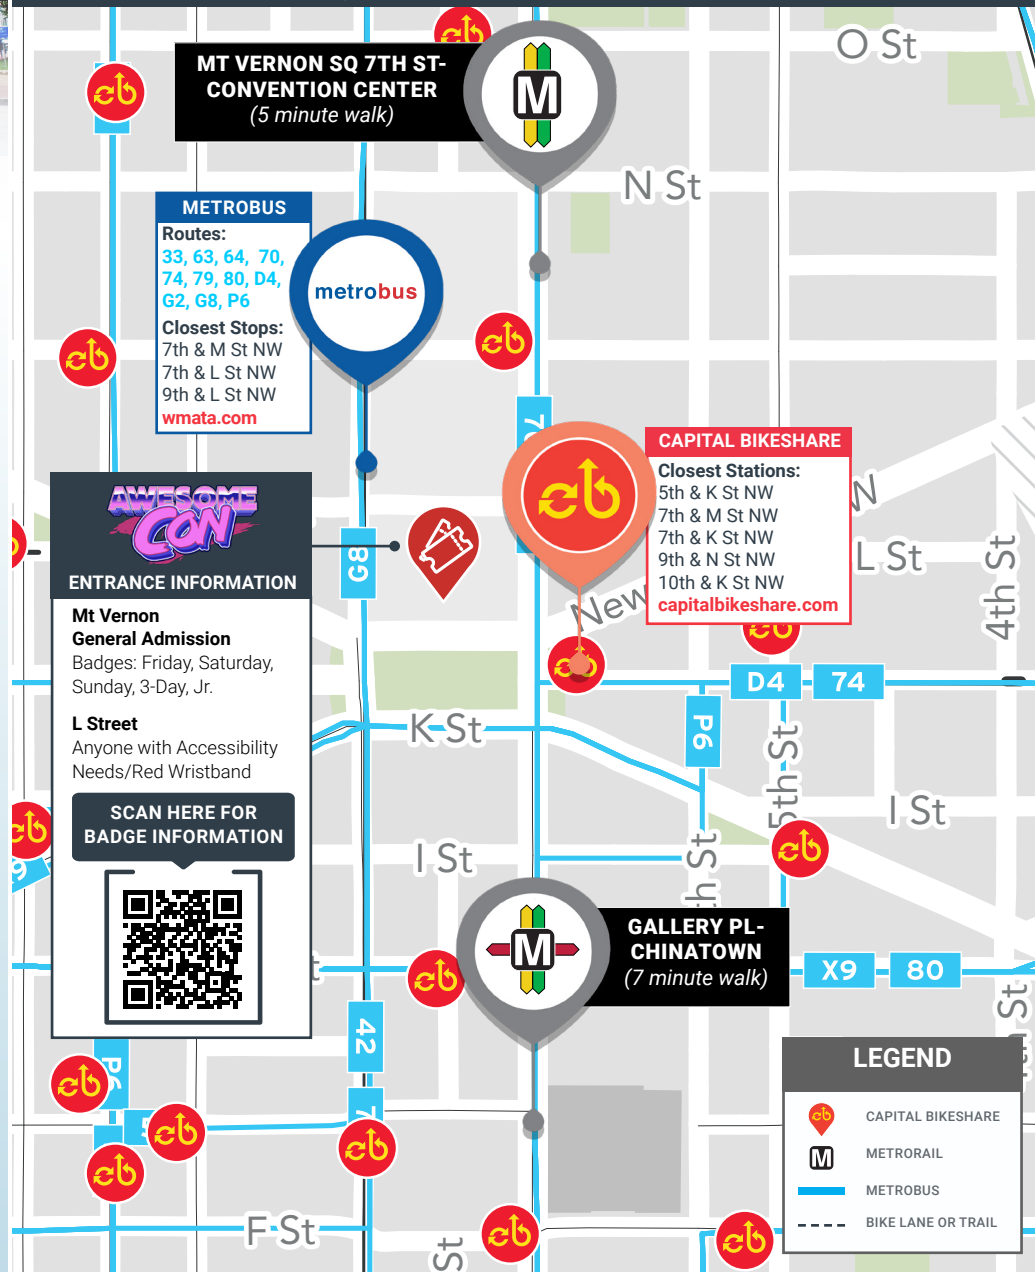 O St
MT VERNON SQ 7TH ST-
CONVENTION CENTER
(5 minute walk)
M
N St
METROBUS
Routes:
33, 63, 64, 70,
74, 79, 80, D4,
G2, G8, P6
Closest Stops:
7th & M St NW
7th & L St NW
9th & L St NW
wmata.com
metrobus
CAPITAL BIKESHARE
Closest Stations:
5th & K St NW
7th & M St NW
7th & K St NW
9th & N St NW
10th & K St NW
capitalbikeshare.com
AWESOME
CON
ENTRANCE INFORMATION
Mt Vernon
General Admission
Badges: Friday, Saturday,
Sunday, 3-Day, Jr.
L Street
Anyone with Accessibility
Needs/Red Wristband
SCAN HERE FOR
BADGE INFORMATION
G8
New
W
L St
4th St
D4
74
P6
K St
5th St
I St
I St
th St
M
GALLERY PL-
CHINATOWN
(7 minute walk)
X9
80
42
P6
F St
St
St
LEGEND
CAPITAL BIKESHARE
M
METRORAIL
METROBUS
BIKE LANE OR TRAIL